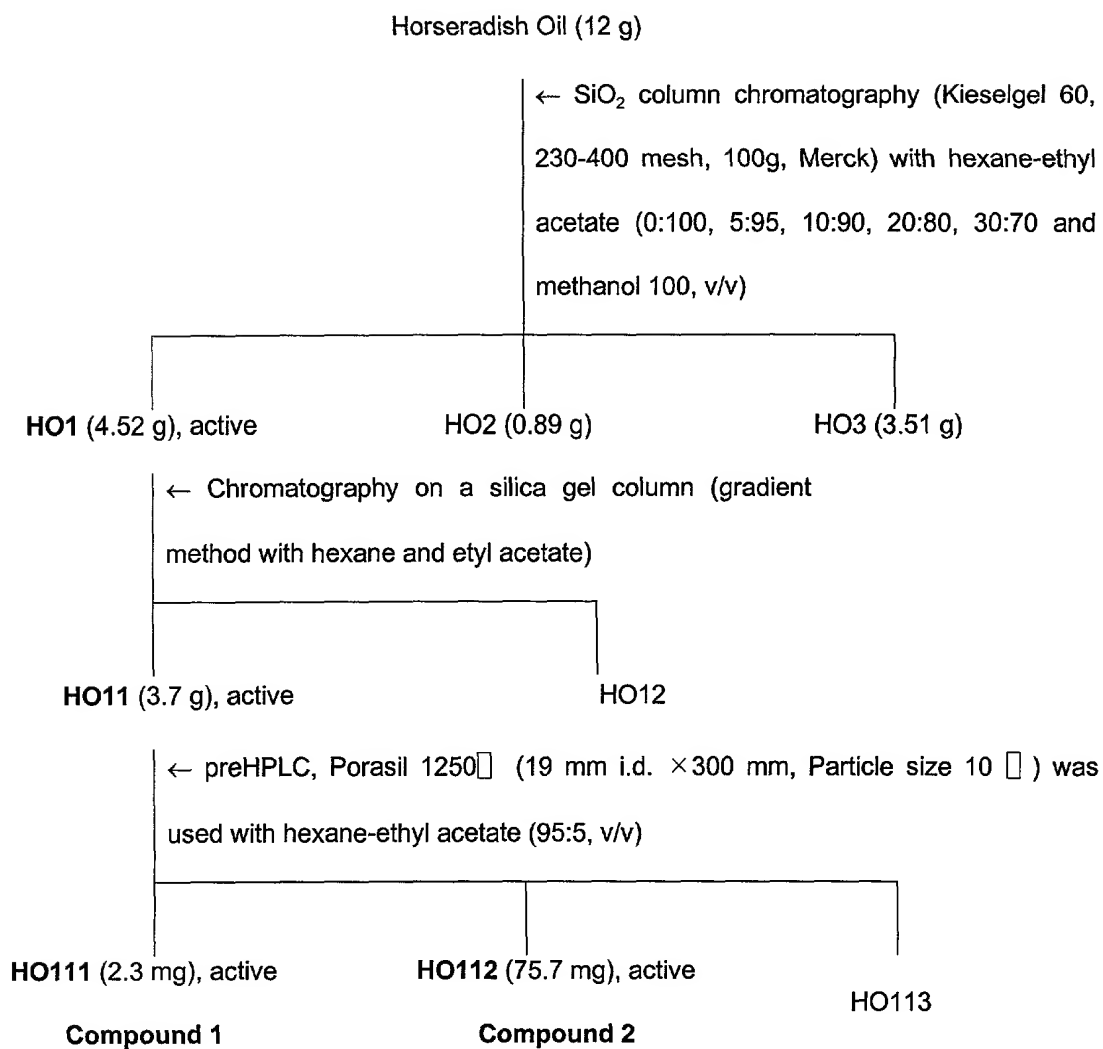 Horseradish Oil (12 g)
← SiO₂ column chromatography (Kieselgel 60,
230-400 mesh, 100g, Merck) with hexane-ethyl
acetate (0:100, 5:95, 10:90, 20:80, 30:70 and
methanol 100, v/v)
HO1 (4.52 g), active HO2 (0.89 g) HO3 (3.51 g)
← Chromatography on a silica gel column (gradient
method with hexane and etyl acetate)
HO11 (3.7 g), active HO12
← preHPLC, Porasil 1250▯ (19 mm i.d. ×300 mm, Particle size 10 ▯ ) was
used with hexane-ethyl acetate (95:5, v/v)
HO111 (2.3 mg), active HO112 (75.7 mg), active
HO113
Compound 1 Compound 2